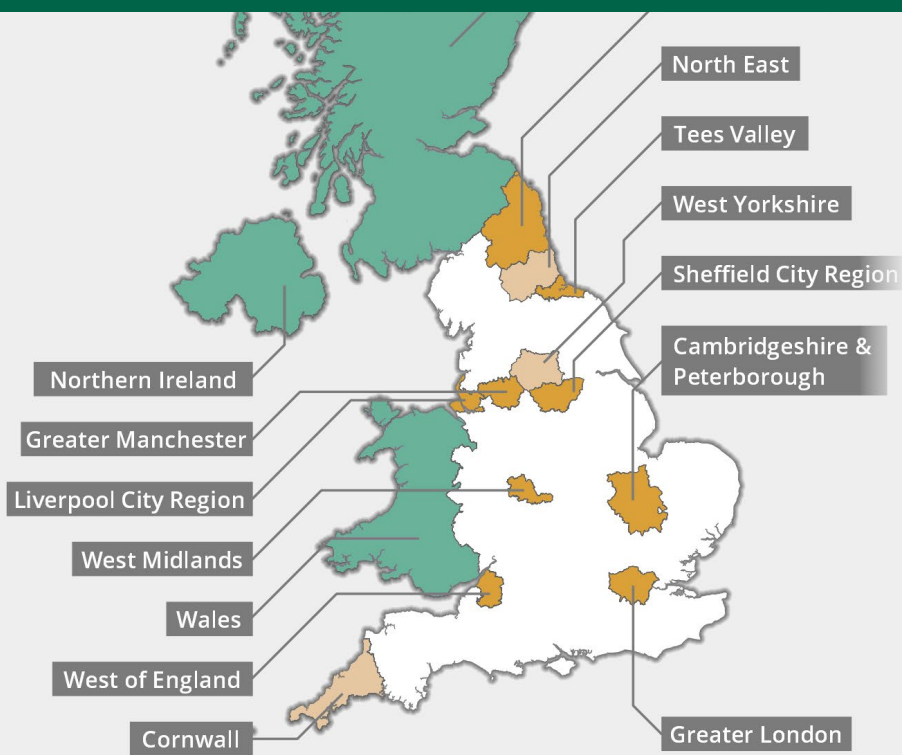 North East
Tees Valley
West Yorkshire
Sheffield City Region
Cambridgeshire &
Peterborough
Northern Ireland
Greater Manchester
Liverpool City Region
West Midlands
Wales
West of England
Cornwall
Greater London